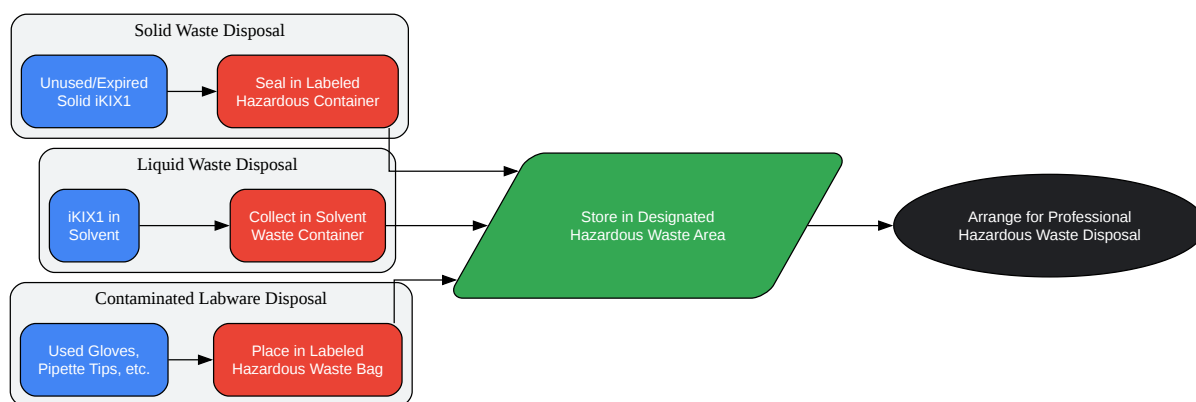 Solid Waste Disposal
Unused/Expired
Solid iKIX1
Seal in Labeled
Hazardous Container
Liquid Waste Disposal
iKIX1 in
Solvent
Collect in Solvent
Waste Container
Contaminated Labware Disposal
Used Gloves,
Pipette Tips, etc.
Place in Labeled
Hazardous Waste Bag
Store in Designated
Hazardous Waste Area
Arrange for Professional
Hazardous Waste Disposal